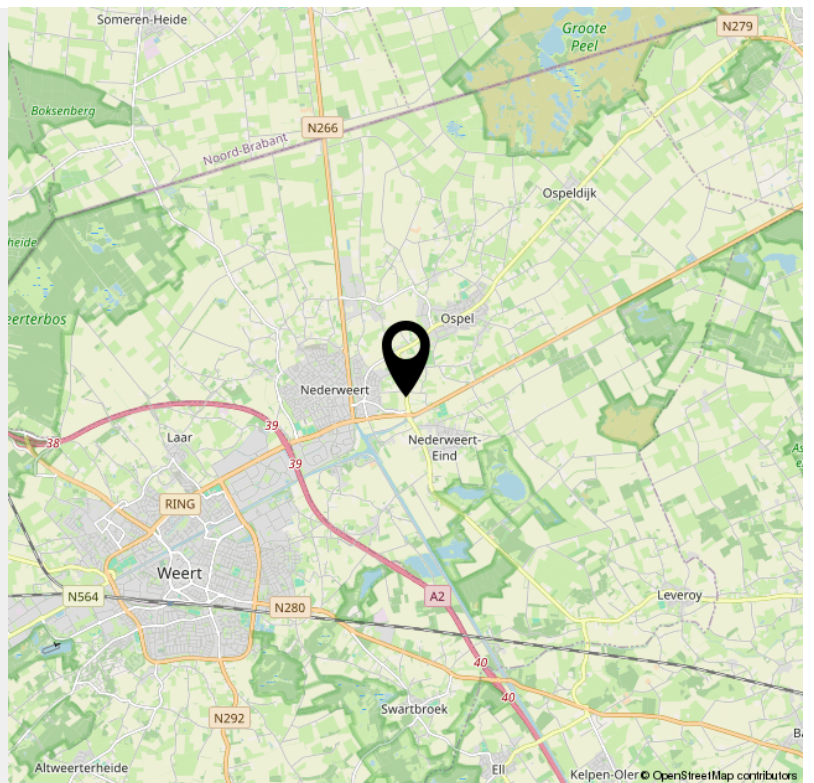 Someren-Heide
Groote
Peel
N279
Boksenberg
N266
Noord-Brabant
Ospeldijk
heide
eerterbos
Ospel
Nederweert
38
Laar
39
39
Nederweert-
Eind
RING
Weert
N564
A2
N280
Leveroy
40
40
Swartbroek
N292
Altweerterheide
Ell
Kelpen-Oler
© OpenStreetMap contributors